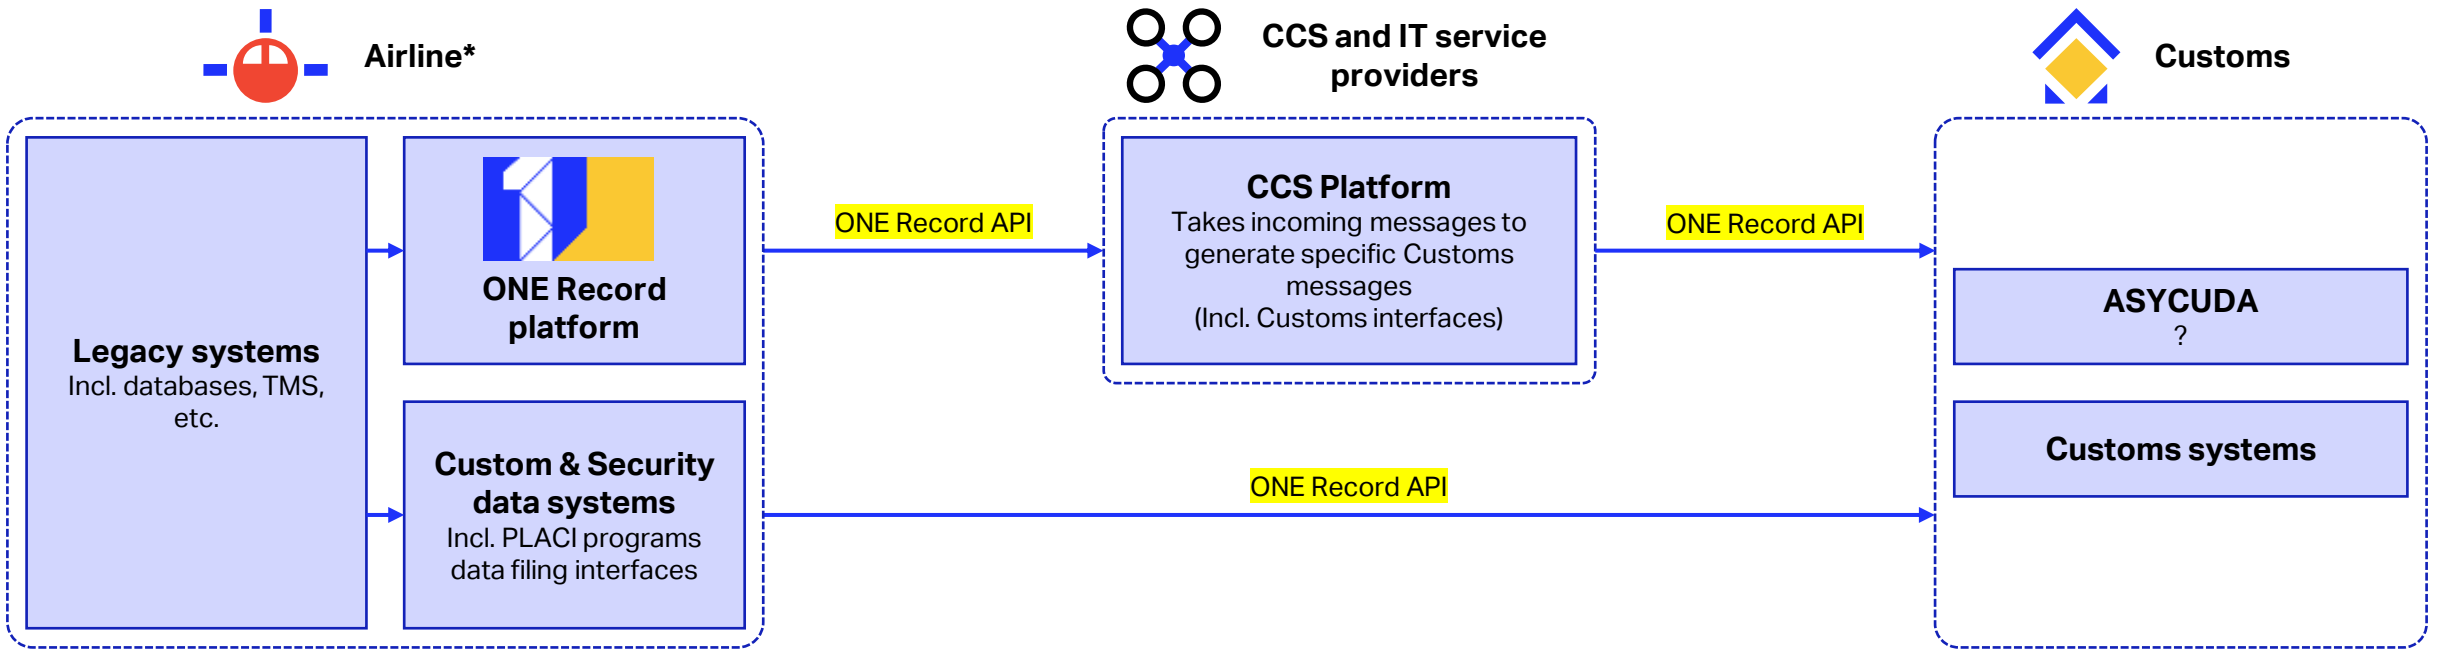 Airline*
CCS and IT service
providers
Customs
Legacy systems
Incl. databases, TMS,
etc.
ONE Record
platform
Custom & Security
data systems
Incl. PLACI programs
data filing interfaces
ONE Record API
CCS Platform
Takes incoming messages to
generate specific Customs
messages
(Incl. Customs interfaces)
ONE Record API
ONE Record API
ASYCUDA
?
Customs systems